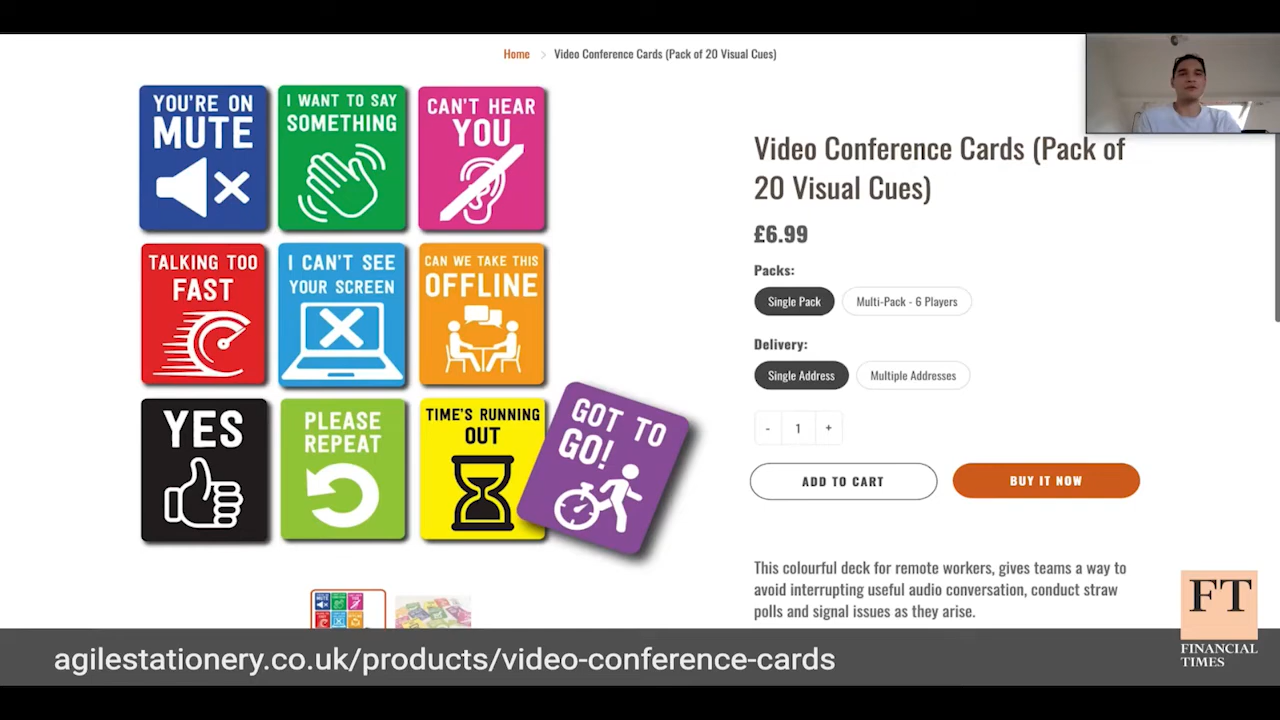 Home > Video Conference Cards (Pack of 20 Visual Cues)
YOU'RE ON
MUTE
I WANT TO SAY
SOMETHING
CAN'T HEAR
YOU
TALKING TOO
FAST
I CAN'T SEE
YOUR SCREEN
CAN WE TAKE THIS
OFFLINE
YES
PLEASE
REPEAT
TIME'S RUNNING
OUT
GOT TO
GO!
Video Conference Cards (Pack of
20 Visual Cues)
£6.99
Packs:
Single Pack
Multi-Pack - 6 Players
Delivery:
Single Address
Multiple Addresses
- 1 +
ADD TO CART
BUY IT NOW
This colourful deck for remote workers, gives teams a way to
avoid interrupting useful audio conversation, conduct straw
polls and signal issues as they arise.
agilestationery.co.uk/products/video-conference-cards
FT
FINANCIAL
TIMES